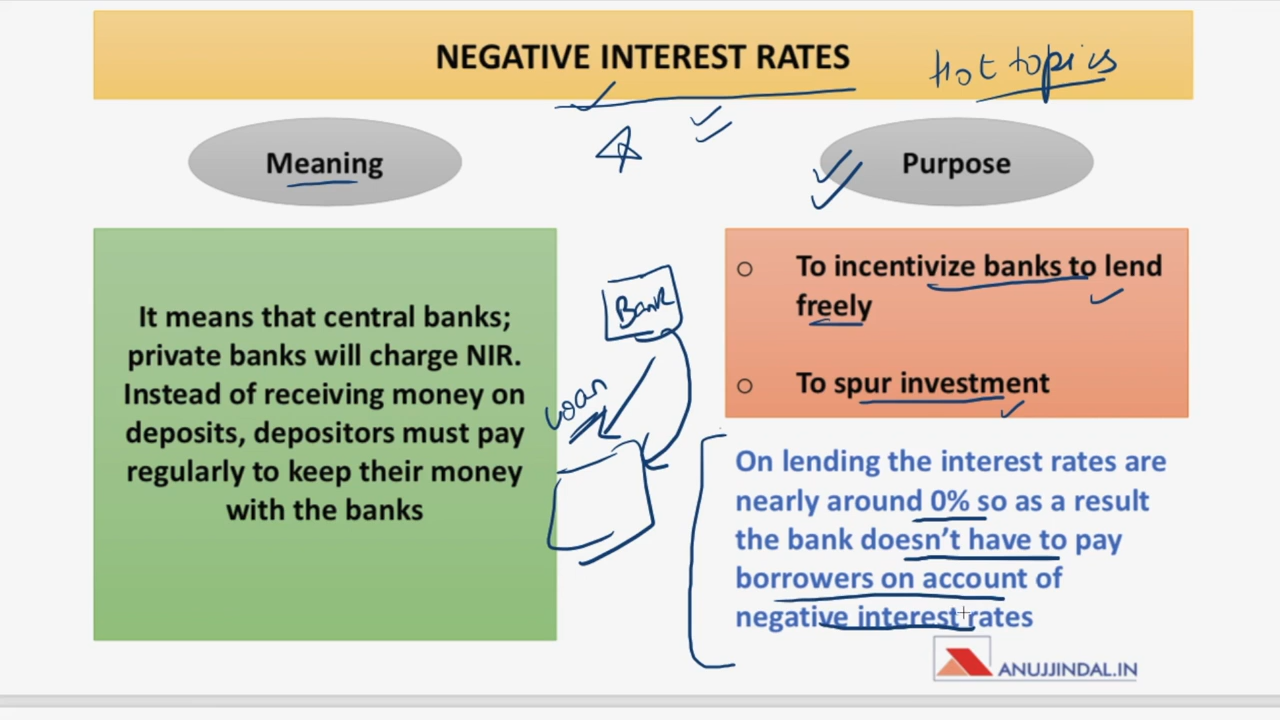 NEGATIVE INTEREST RATES
Hot topics
Meaning
Purpose
It means that central banks;
private banks will charge NIR.
Instead of receiving money on
deposits, depositors must pay
regularly to keep their money
with the banks
Bank
Loan
To incentivize banks to lend
freely
To spur investment
On lending the interest rates are
nearly around 0% so as a result
the bank doesn't have to pay
borrowers on account of
negative interest rates
ANUJJINDAL.IN